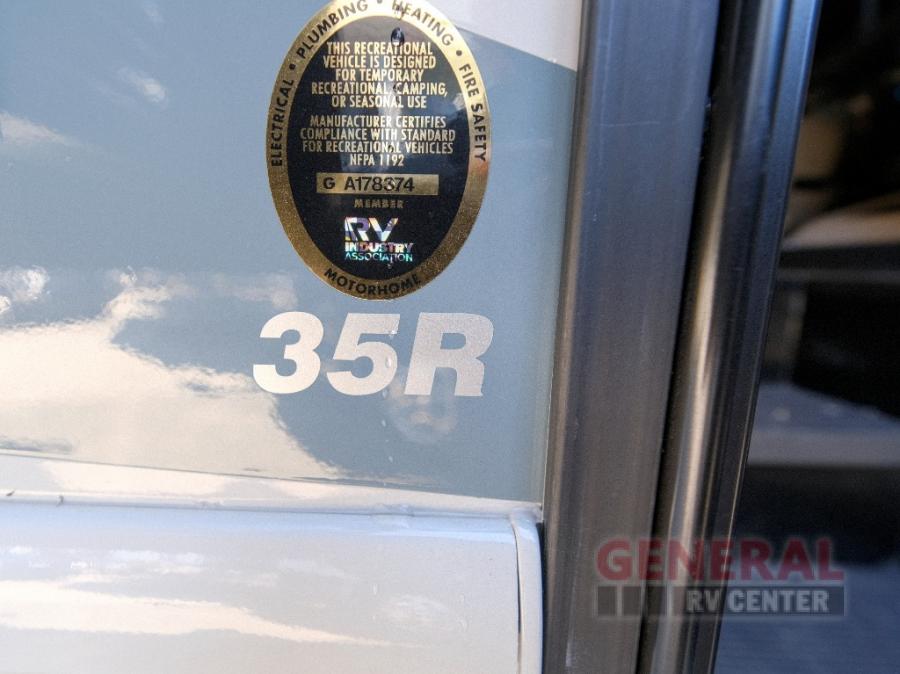 ELECTRICAL • PLUMBING • HEATING • FIRE SAFETY
THIS RECREATIONAL
VEHICLE IS DESIGNED
FOR TEMPORARY
RECREATIONAL, CAMPING,
OR SEASONAL USE
MANUFACTURER CERTIFIES
COMPLIANCE WITH STANDARD
FOR RECREATIONAL VEHICLES
NFPA 1192
G A178374
MEMBER
RV
INDUSTRY
ASSOCIATION
MOTORHOME
35R
GENERAL
RV CENTER